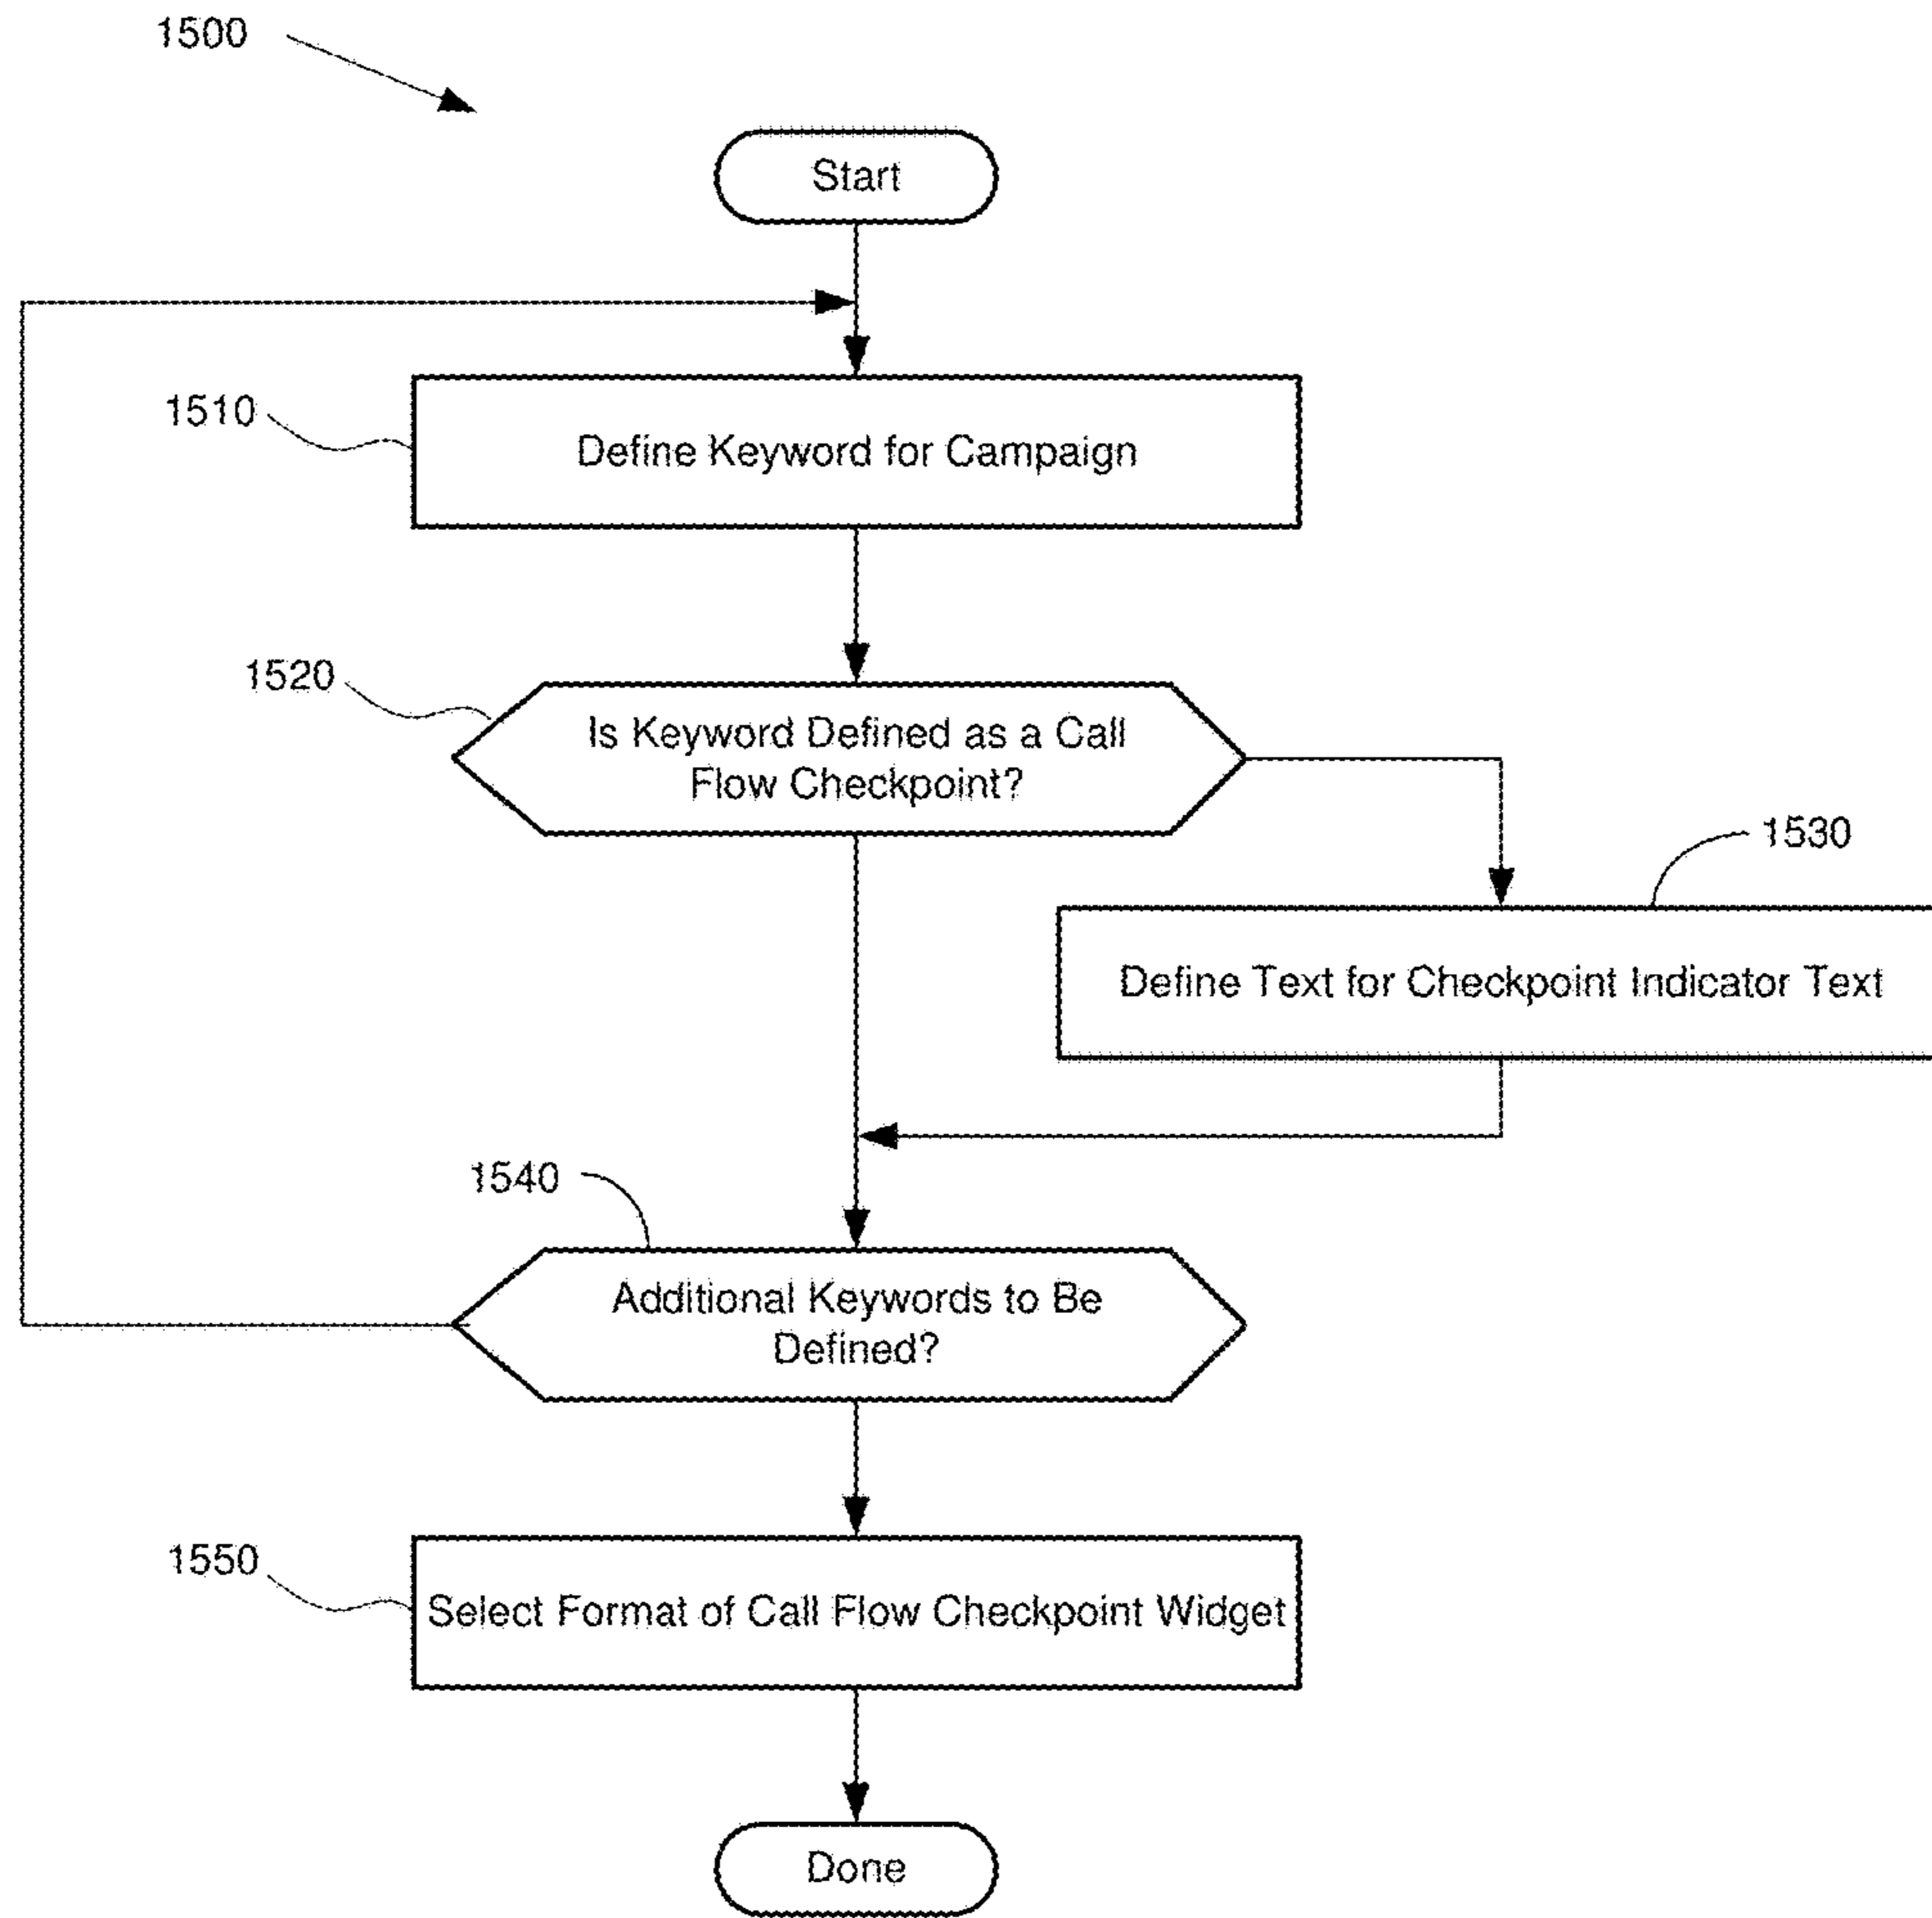 1500
Start
1510
Define Keyword for Campaign
1520
Is Keyword Defined as a Call
Flow Checkpoint?
1530
Define Text for Checkpoint Indicator Text
1540
Additional Keywords to Be
Defined?
1550
Select Format of Call Flow Checkpoint Widget
Done